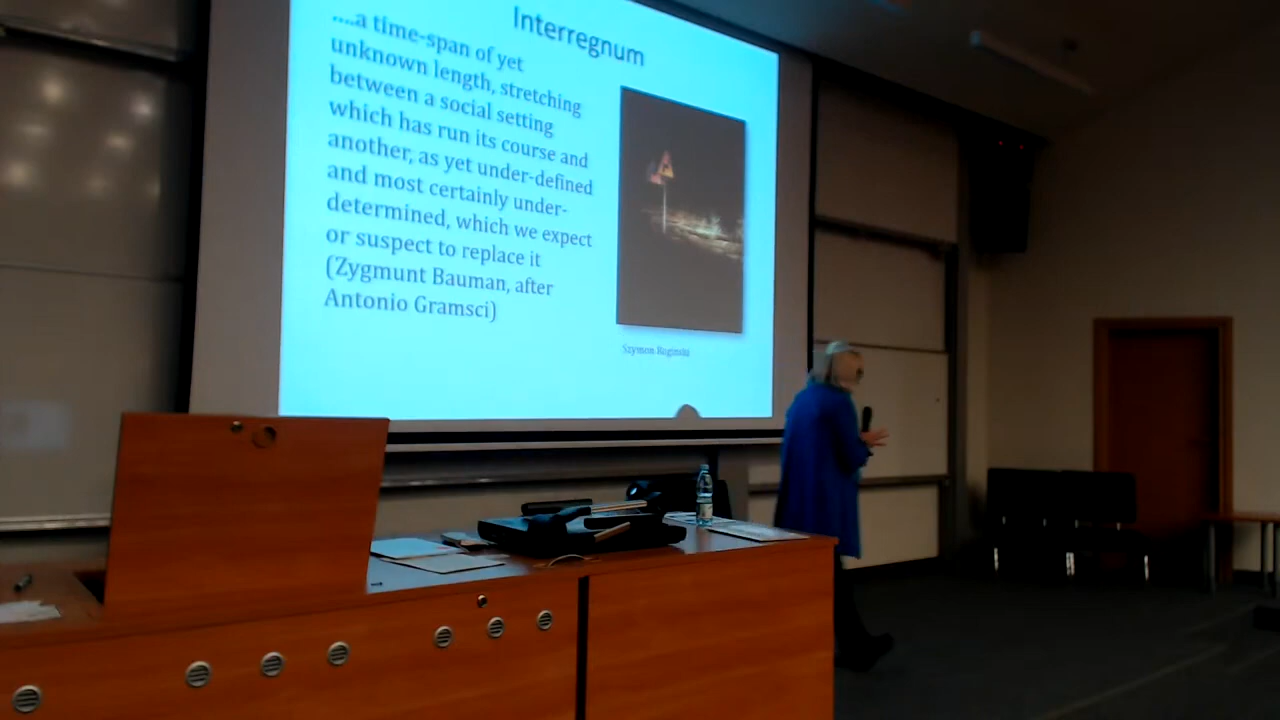 Interregnum
....a time-span of yet
unknown length, stretching
between a social setting
which has run its course and
another, as yet under-defined
and most certainly under-
determined, which we expect
or suspect to replace it
(Zygmunt Bauman, after
Antonio Gramsci)
Szymon Rogiński